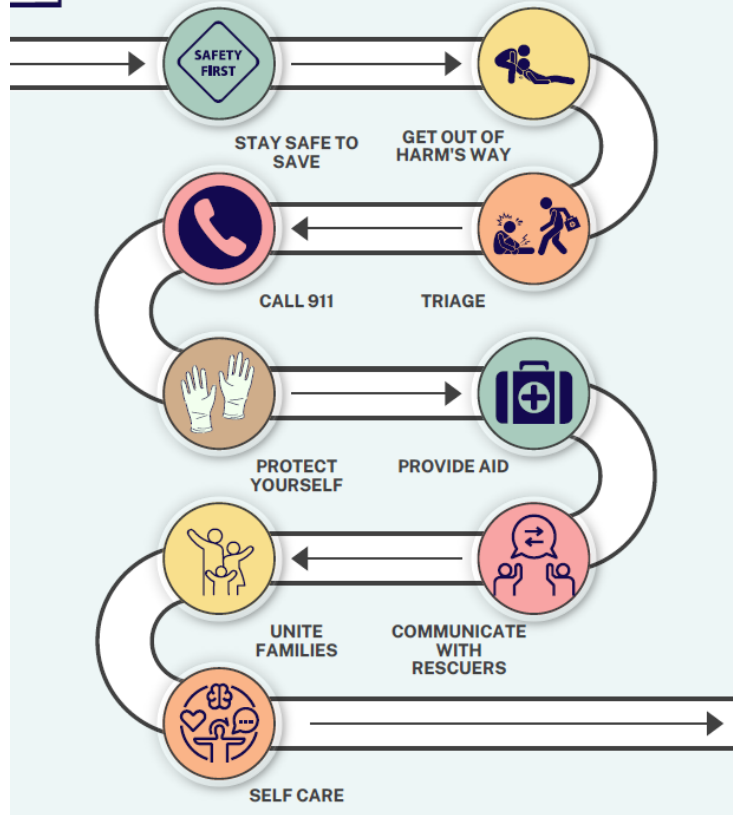 SAFETY
FIRST
STAY SAFE TO
SAVE
GET OUT OF
HARM'S WAY
CALL 911
TRIAGE
PROTECT
YOURSELF
PROVIDE AID
UNITE
FAMILIES
COMMUNICATE
WITH
RESCUERS
SELF CARE